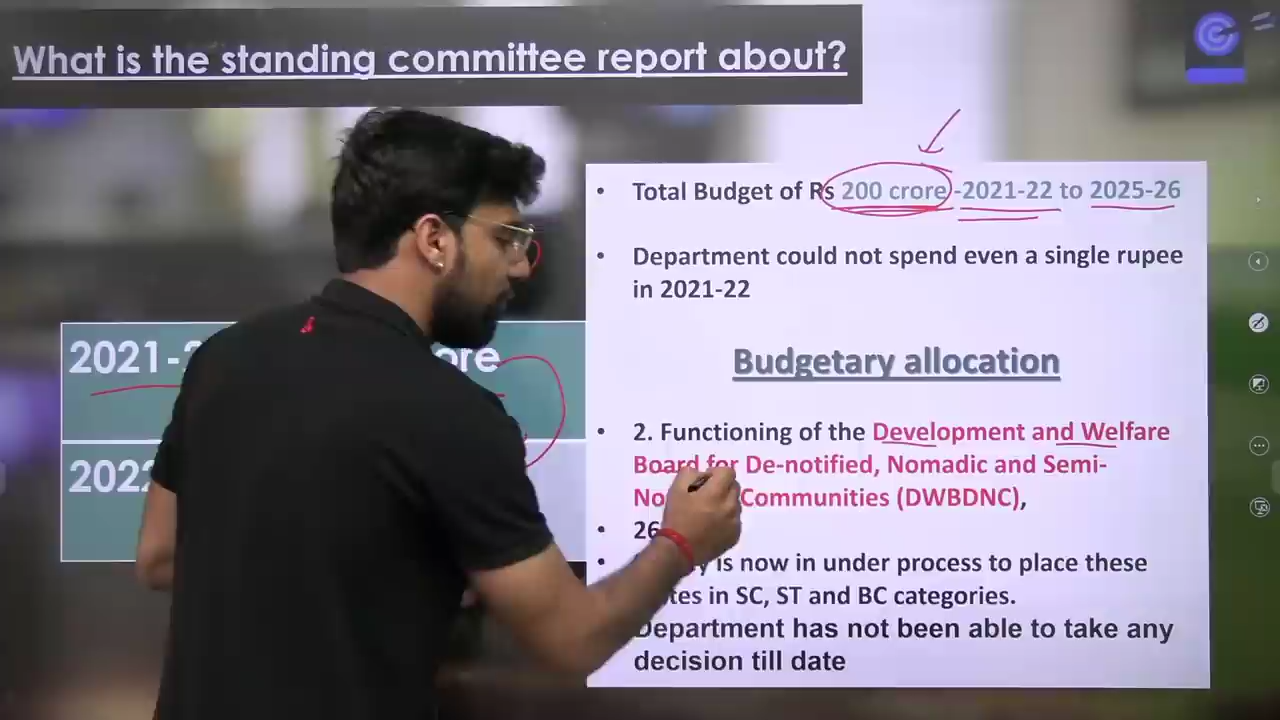 What is the standing committee report about?
• Total Budget of Rs 200 crore -2021-22 to 2025-26
• Department could not spend even a single rupee
in 2021-22
Budgetary allocation
• 2. Functioning of the Development and Welfare
Board for De-notified, Nomadic and Semi-
Communities (DWBDNC),
• 26
• is now in under process to place these
in SC, ST and BC categories.
Department has not been able to take any
decision till date
2021-
2022